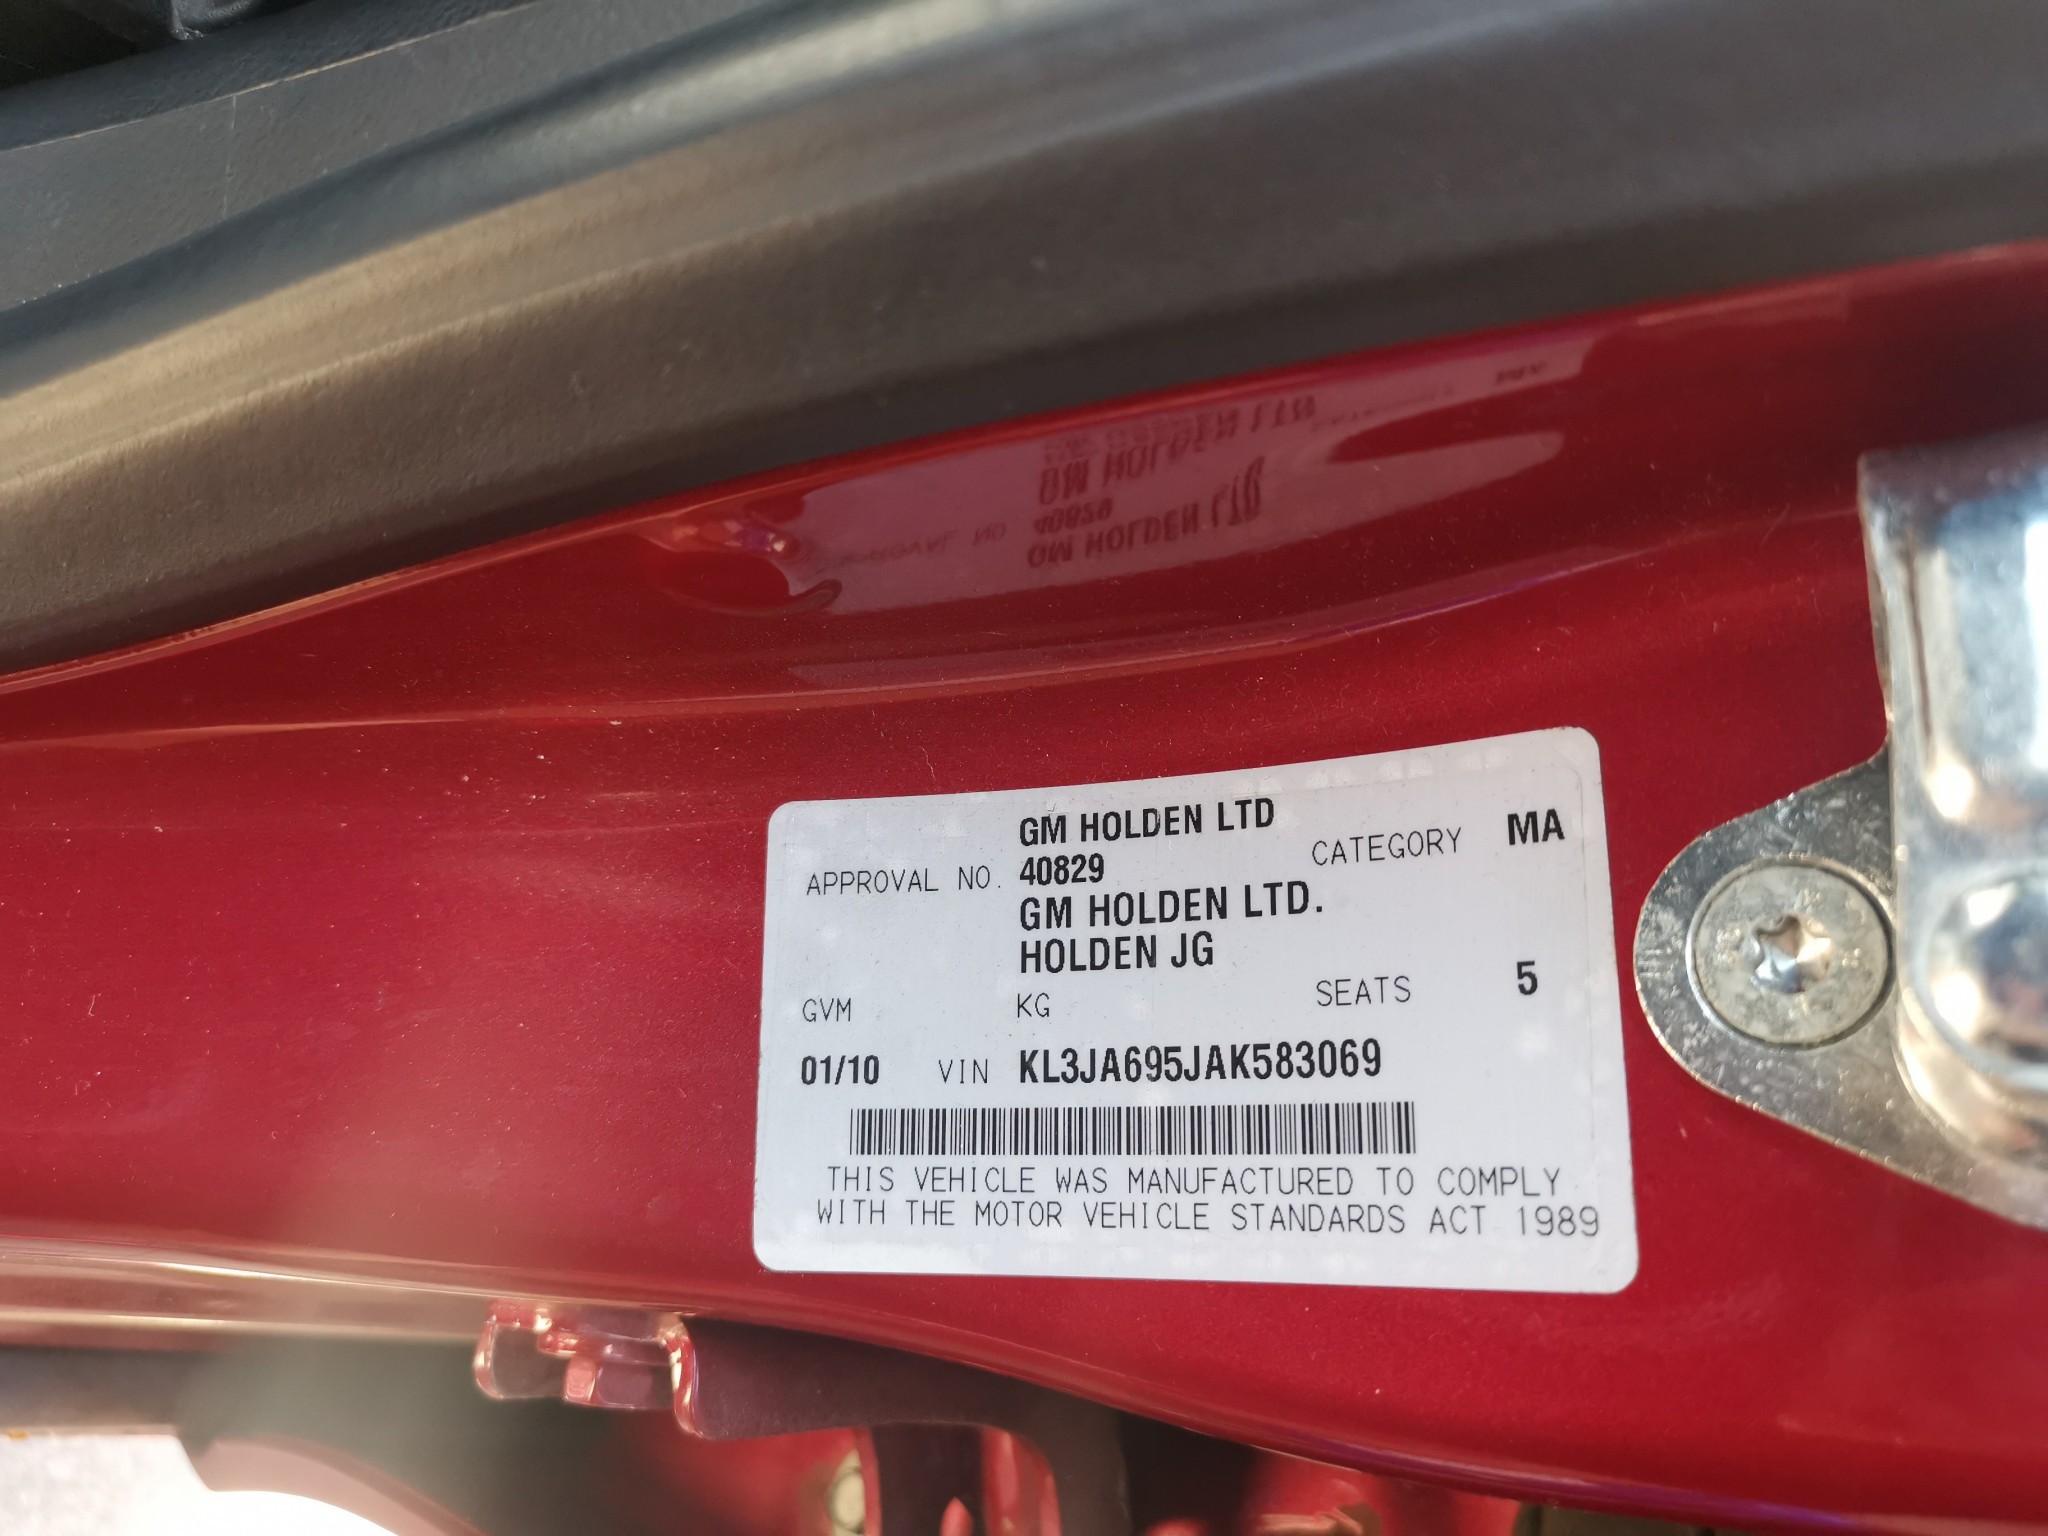 GM HOLDEN LTD
APPROVAL NO. 40829 CATEGORY MA
GM HOLDEN LTD.
HOLDEN JG
GVM KG SEATS 5
01/10 VIN KL3JA695JAK583069
THIS VEHICLE WAS MANUFACTURED TO COMPLY
WITH THE MOTOR VEHICLE STANDARDS ACT 1989